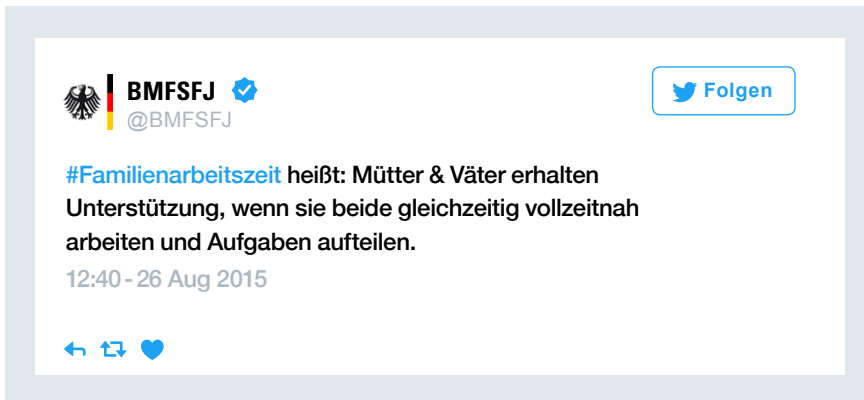 BMFSFJ
@BMFSFJ
Folgen
#Familienarbeitszeit heißt: Mütter & Väter erhalten
Unterstützung, wenn sie beide gleichzeitig vollzeitnah
arbeiten und Aufgaben aufteilen.
12:40 - 26 Aug 2015